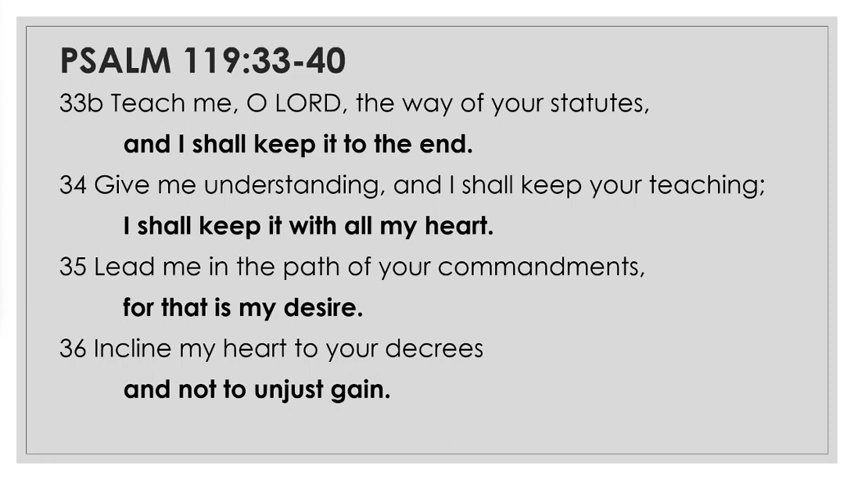 PSALM 119:33-40
33b Teach me, O LORD, the way of your statutes,
and I shall keep it to the end.
34 Give me understanding, and I shall keep your teaching;
I shall keep it with all my heart.
35 Lead me in the path of your commandments,
for that is my desire.
36 Incline my heart to your decrees
and not to unjust gain.